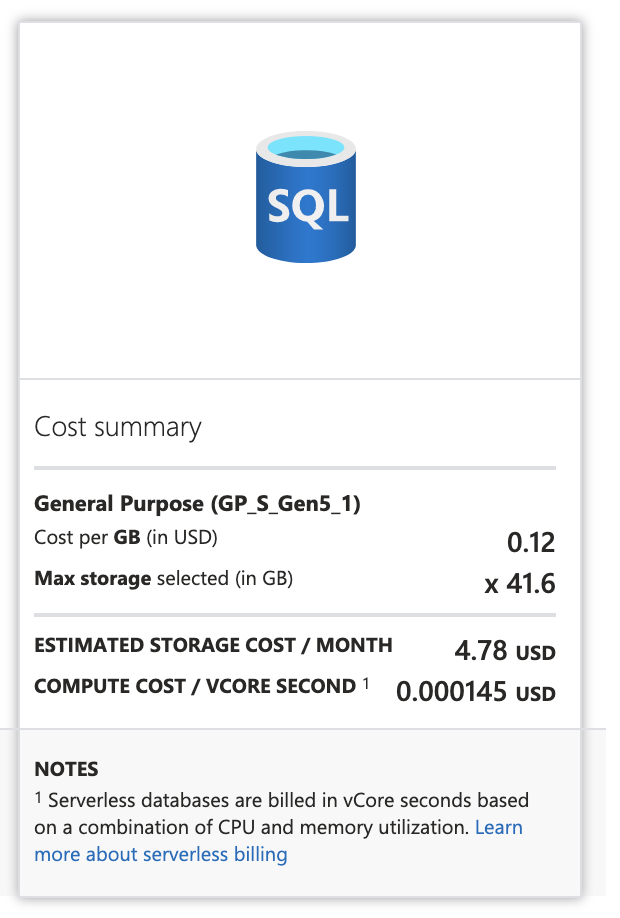 SQL
Cost summary
General Purpose (GP_S_Gen5_1)
Cost per GB (in USD) 0.12
Max storage selected (in GB) x 41.6
ESTIMATED STORAGE COST / MONTH 4.78 USD
COMPUTE COST / VCORE SECOND ¹ 0.000145 USD
NOTES
¹ Serverless databases are billed in vCore seconds based
on a combination of CPU and memory utilization. Learn
more about serverless billing